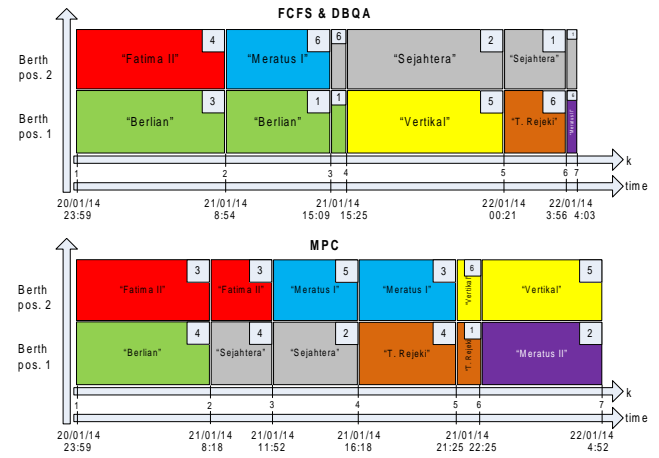 FCFS & DBQA
Berth
pos. 2
"Fatima II"
4
"Meratus I"
6
6
"Sejahtera"
2
"Sejahtera"
1
Berth
pos. 1
"Berlian"
3
"Berlian"
1
1
"Vertikal"
5
"T. Rejeki"
6
1 2 3 4 5 6 7
k
time
20/01/14 21/01/14 21/01/14 22/01/14 22/01/14
23:59 8:54 15:09 15:25 00:21 3:56 4:03
MPC
Berth
pos. 2
"Fatima II"
3
"Fatima II"
3
"Meratus I"
5
"Meratus I"
3
"Vertikal"
6
"Vertikal"
5
Berth
pos. 1
"Berlian"
4
"Sejahtera"
4
"Sejahtera"
2
"T. Rejeki"
4
"T. Rejeki"
1
"Meratus II"
2
1 2 3 4 5 6 7
k
time
20/01/14 21/01/14 21/01/14 21/01/14 21/01/14 22/01/14
23:59 8:18 11:52 16:18 21:25 22:25 4:52